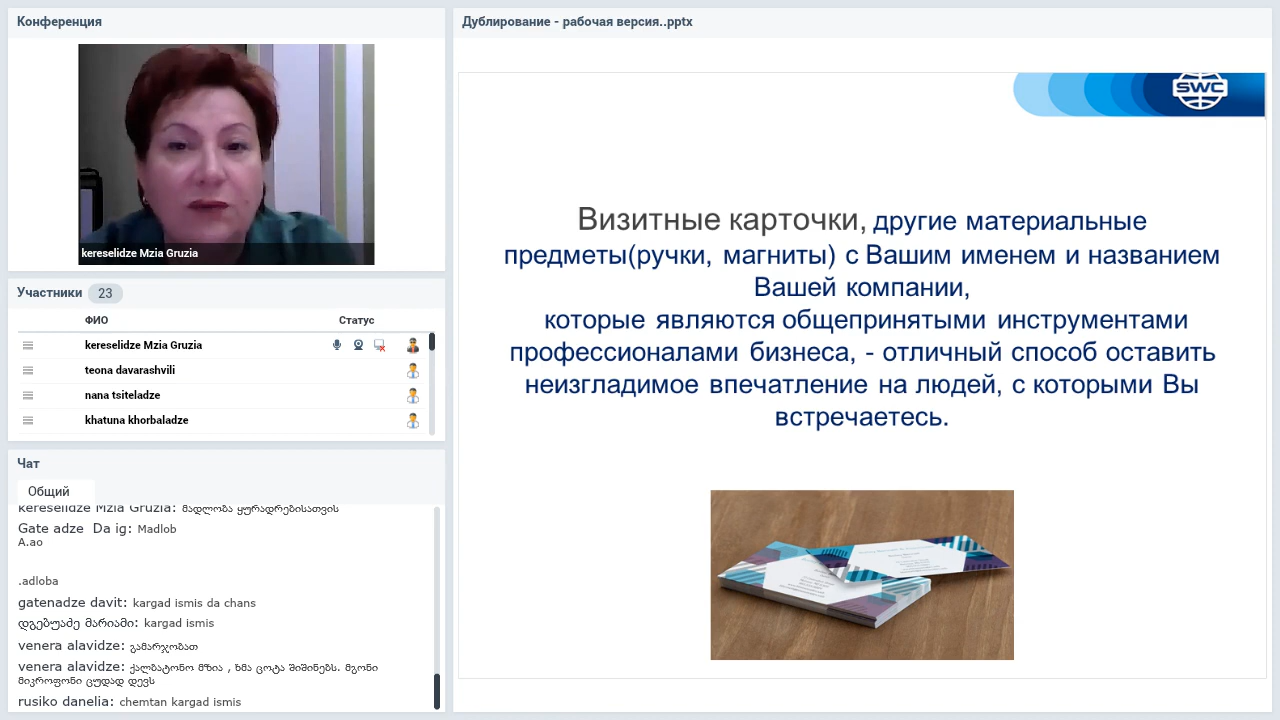 Конференция
kereselidze Mzia Gruzia
Участники 23
ФИО Статус
kereselidze Mzia Gruzia
teona davarashvili
nana tsiteladze
khatuna khorbaladze
Чат
Общий
kereselidze Mzia Gruzia: მადლობა ყურადრებისათვის
Gate adze Da ig: Madlob
A.ao
.adloba
gatenadze davit: kargad ismis da chans
დგებუაძე მარიამი: kargad ismis
venera alavidze: გამარჯობათ
venera alavidze: ქალბატონო მზია , ხმა ცოტა შიშინებს. მგონი
მიკროფონი ცუდად დევს
rusiko danelia: chemtan kargad ismis
Дублирование - рабочая версия..pptx
SWC
Визитные карточки, другие материальные
предметы(ручки, магниты) с Вашим именем и названием
Вашей компании,
которые являются общепринятыми инструментами
профессионалами бизнеса, - отличный способ оставить
неизгладимое впечатление на людей, с которыми Вы
встречаетесь.